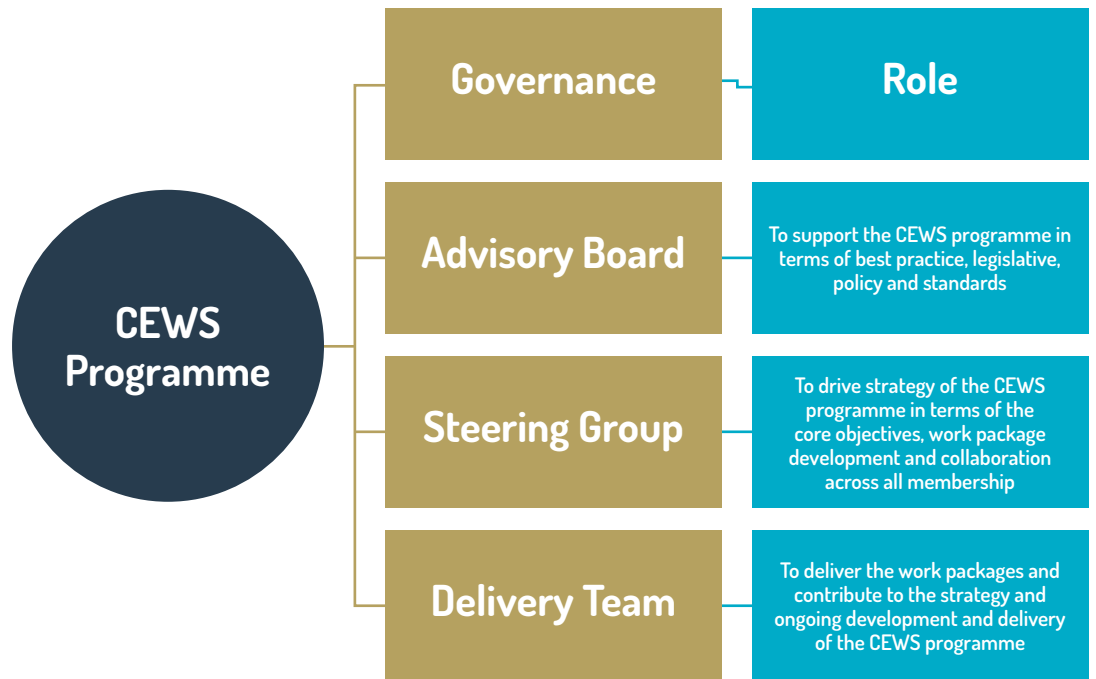 CEWS
Programme
Governance
Role
Advisory Board
To support the CEWS programme in
terms of best practice, legislative,
policy and standards
Steering Group
To drive strategy of the CEWS
programme in terms of the
core objectives, work package
development and collaboration
across all membership
Delivery Team
To deliver the work packages and
contribute to the strategy and
ongoing development and delivery
of the CEWS programme